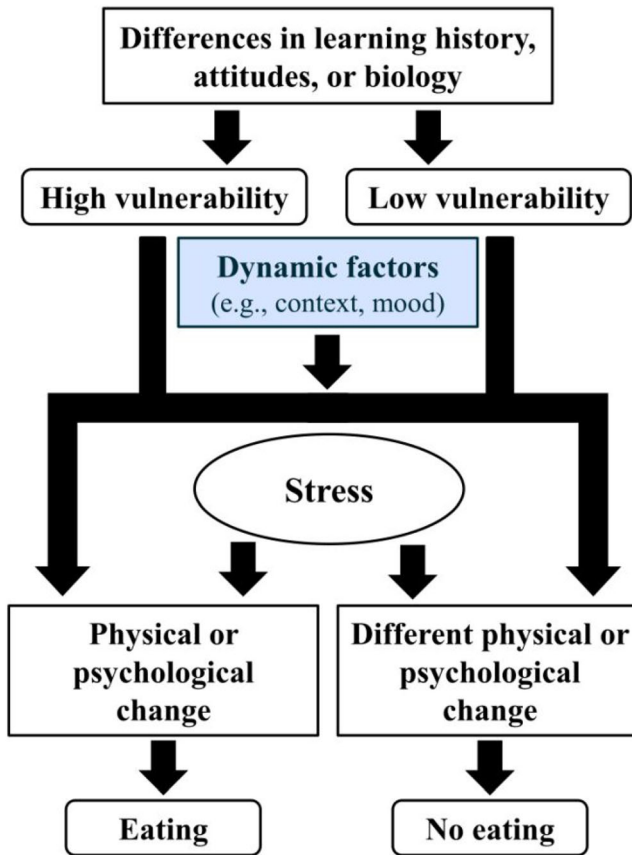 Differences in learning history,
attitudes, or biology
High vulnerability
Low vulnerability
Dynamic factors
(e.g., context, mood)
Stress
Physical or
psychological
change
Different physical or
psychological
change
Eating
No eating